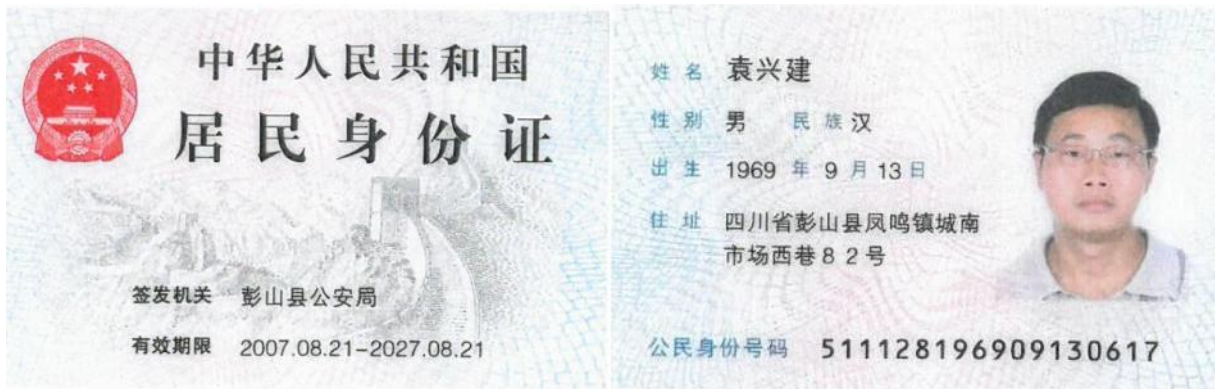 中华人民共和国
居民身份证
签发机关 彭山县公安局
有效期限 2007.08.21-2027.08.21
姓名 袁兴建
性别 男 民族 汉
出生 1969 年 9 月 13 日
住址 四川省彭山县凤鸣镇城南
市场西巷82号
公民身份号码 511128196909130617